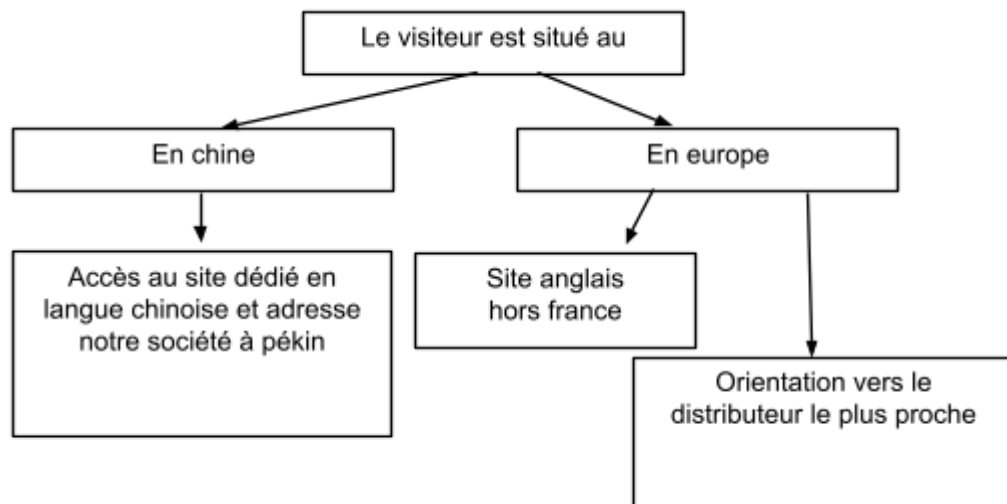 Le visiteur est situé au
En chine
En europe
Accès au site dédié en
langue chinoise et adresse
notre société à pékin
Site anglais
hors france
Orientation vers le
distributeur le plus proche